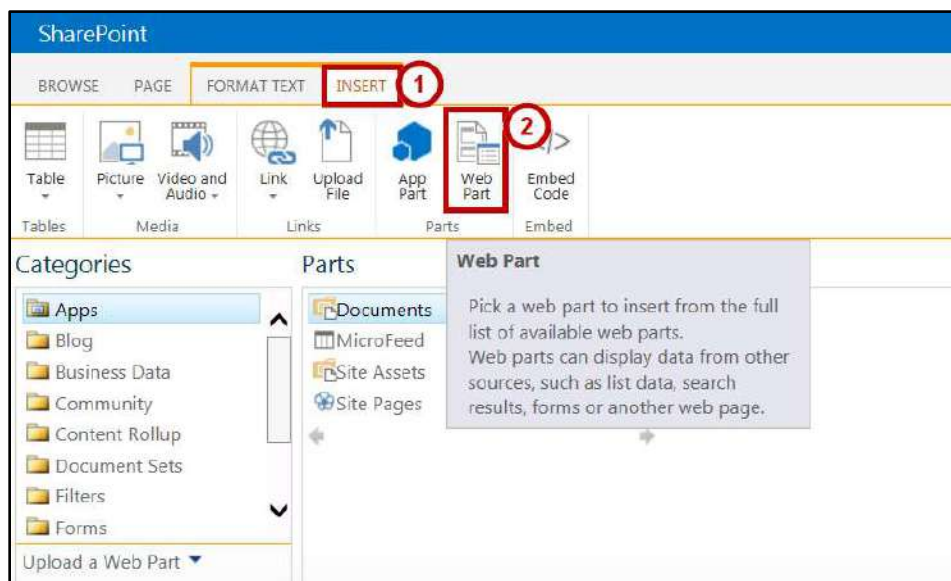 SharePoint
BROWSE PAGE FORMAT TEXT INSERT 1
2
Table Picture Video and Audio Link Upload File App Part Web Part Embed Code
Tables Media Links Parts Embed
Categories
Apps
Blog
Business Data
Community
Content Rollup
Document Sets
Filters
Forms
Upload a Web Part
Parts
Documents
MicroFeed
Site Assets
Site Pages
Web Part
Pick a web part to insert from the full
list of available web parts.
Web parts can display data from other
sources, such as list data, search
results, forms or another web page.